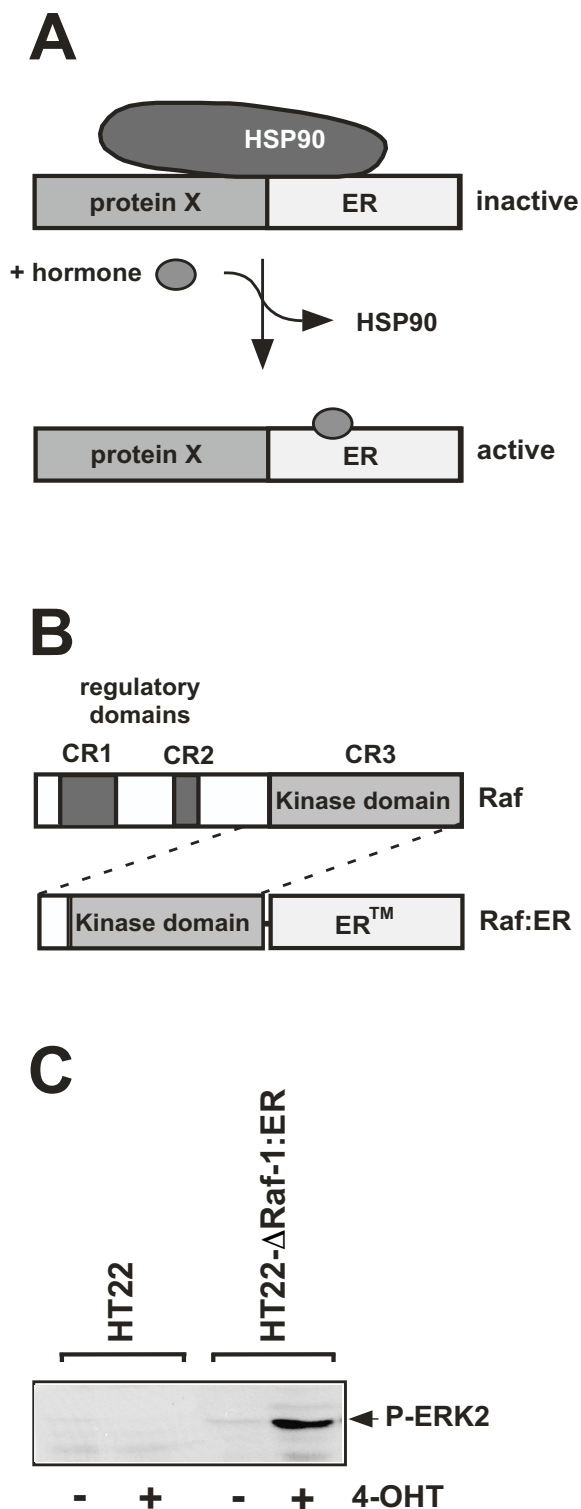 A
HSP90
protein X
ER
inactive
+ hormone
HSP90
protein X
ER
active
B
regulatory
domains
CR1
CR2
CR3
Kinase domain
Raf
Kinase domain
ER™
Raf:ER
C
HT22
HT22-ΔRaf-1:ER
P-ERK2
- + - + 4-OHT